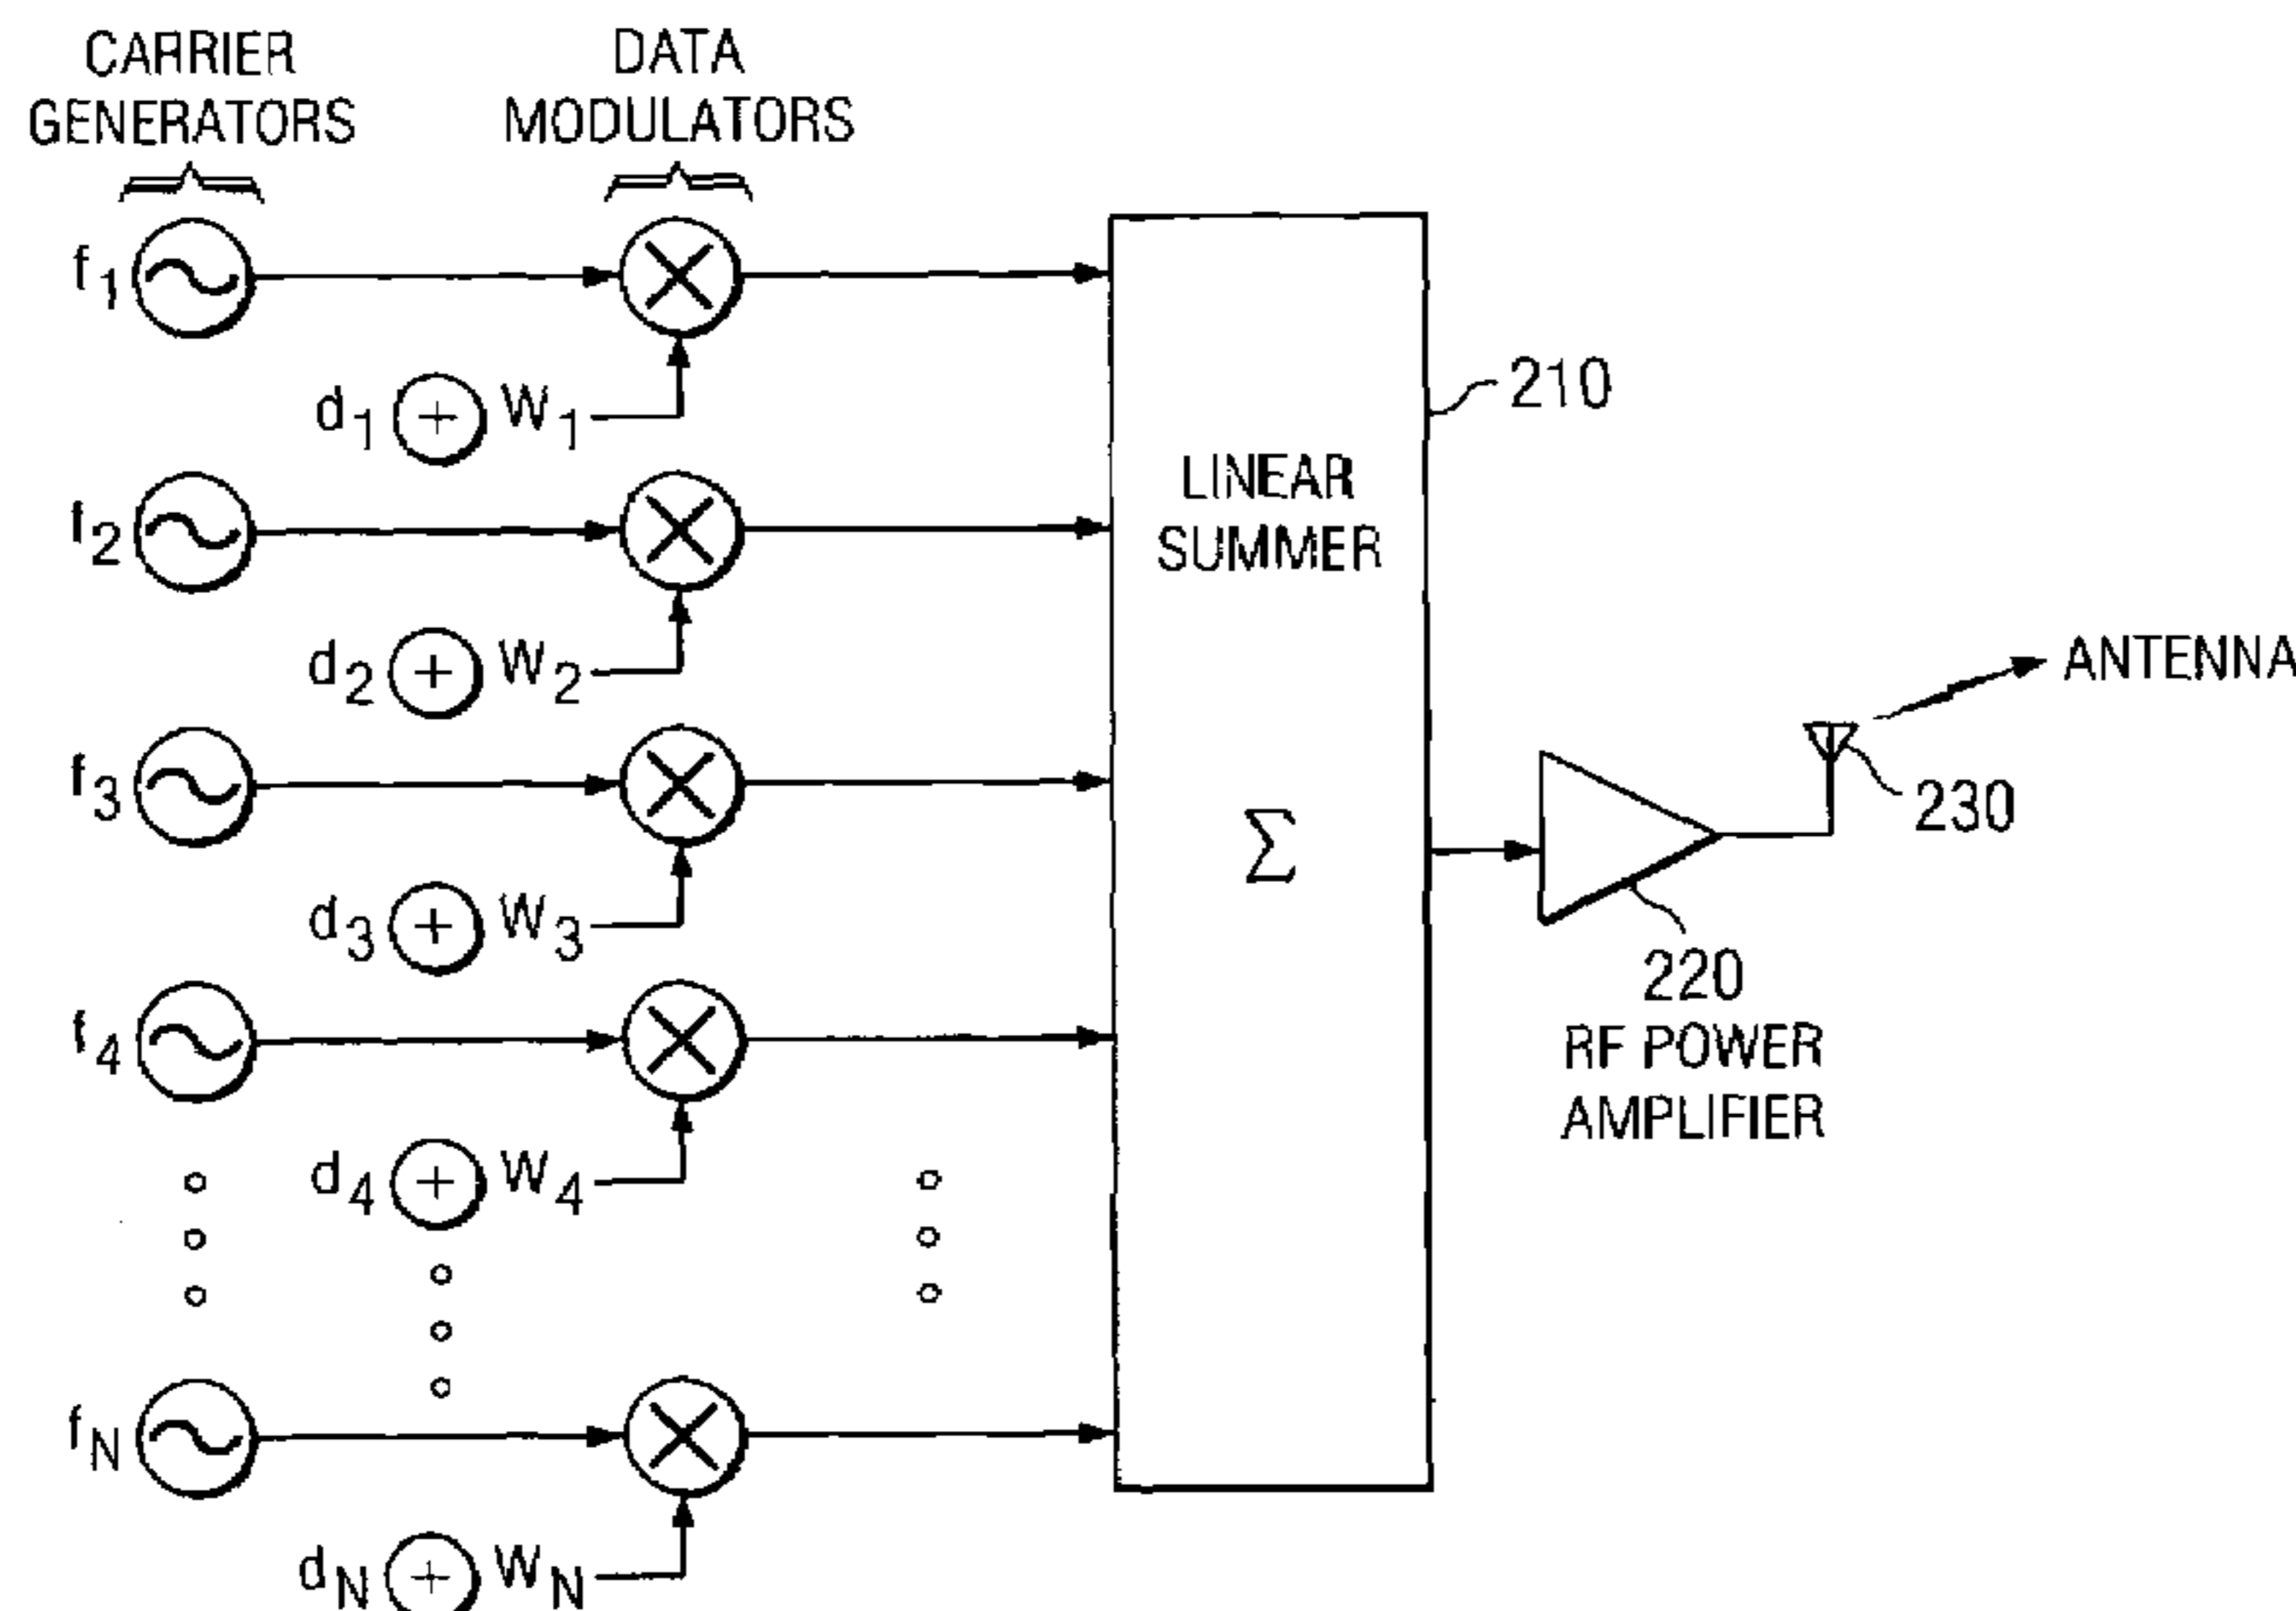 CARRIER GENERATORS
DATA MODULATORS
f1
d1 + W1
f2
d2 + W2
f3
d3 + W3
f4
d4 + W4
fN
dN + WN
LINEAR SUMMER
Σ
210
ANTENNA
230
220
RF POWER
AMPLIFIER